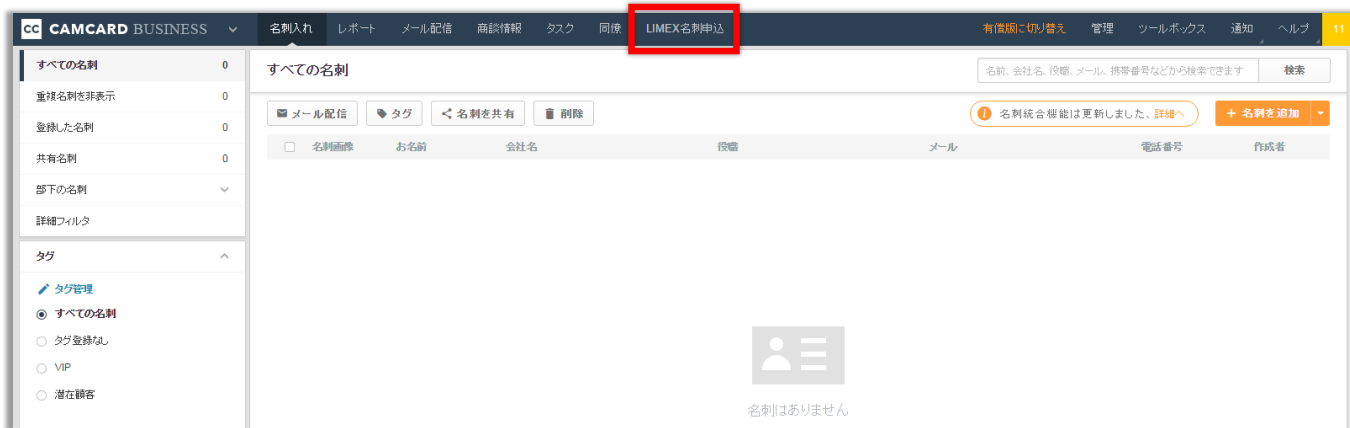 CC CAMCARD BUSINESS 名刺入れ レポート メール配信 商談情報 タスク 同僚 LIMEX名刺申込 有償版に切り替え 管理 ツールボックス 通知 ヘルプ 11
すべての名刺 0
重複名刺を非表示 0
登録した名刺 0
共有名刺 0
部下の名刺
詳細フィルタ
タグ
タグ管理
すべての名刺
タグ登録なし
VIP
潜在顧客
すべての名刺
名前、会社名、役職、メール、携帯番号などから検索できます 検索
メール配信 タグ 名刺を共有 削除
名刺統合機能は更新しました、詳細へ + 名刺を追加
名刺画像 お名前 会社名 役職 メール 電話番号 作成者
名刺はありません